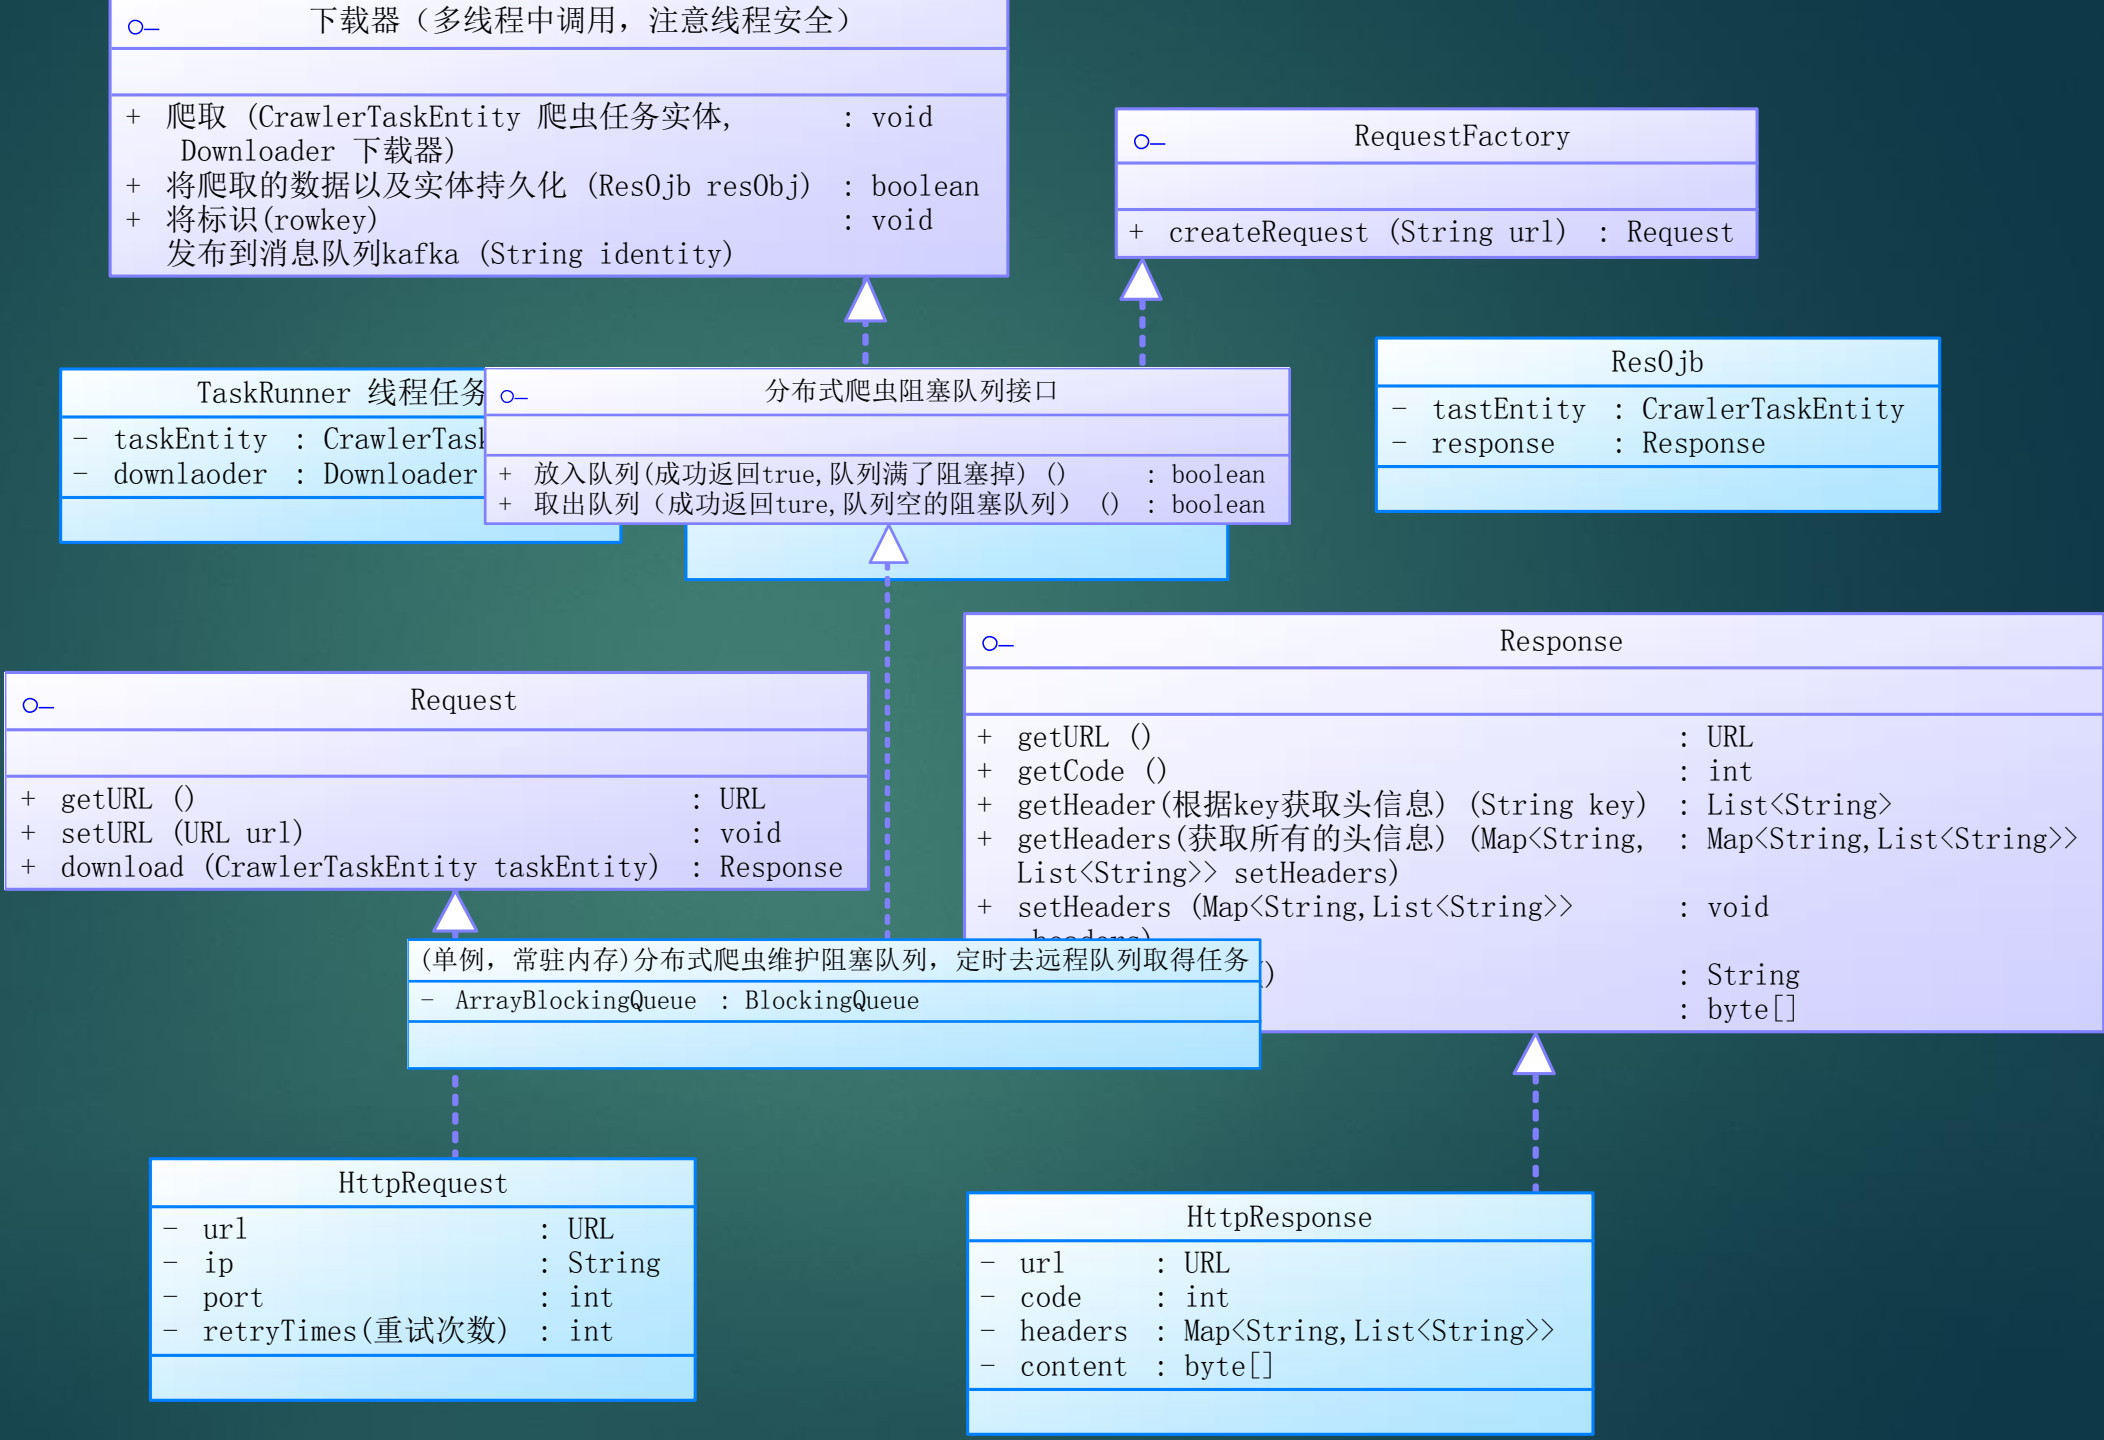 下载器（多线程中调用，注意线程安全）
+ 爬取 (CrawlerTaskEntity 爬虫任务实体, : void
Downloader 下载器)
+ 将爬取的数据以及实体持久化 (ResOjb resObj) : boolean
+ 将标识(rowkey) : void
发布到消息队列kafka (String identity)
RequestFactory
+ createRequest (String url) : Request
TaskRunner 线程任务
- taskEntity : CrawlerTask
- downlaoder : Downloader
分布式爬虫阻塞队列接口
+ 放入队列(成功返回true,队列满了阻塞掉) () : boolean
+ 取出队列（成功返回ture,队列空的阻塞队列） () : boolean
ResOjb
- tastEntity : CrawlerTaskEntity
- response : Response
Request
+ getURL () : URL
+ setURL (URL url) : void
+ download (CrawlerTaskEntity taskEntity) : Response
Response
+ getURL () : URL
+ getCode () : int
+ getHeader(根据key获取头信息) (String key) : List<String>
+ getHeaders(获取所有的头信息) (Map<String, : Map<String,List<String>>
List<String>> setHeaders)
+ setHeaders (Map<String,List<String>> : void
headers)
) : String
: byte[]
(单例，常驻内存)分布式爬虫维护阻塞队列，定时去远程队列取得任务
- ArrayBlockingQueue : BlockingQueue
HttpRequest
- url : URL
- ip : String
- port : int
- retryTimes(重试次数) : int
HttpResponse
- url : URL
- code : int
- headers : Map<String,List<String>>
- content : byte[]